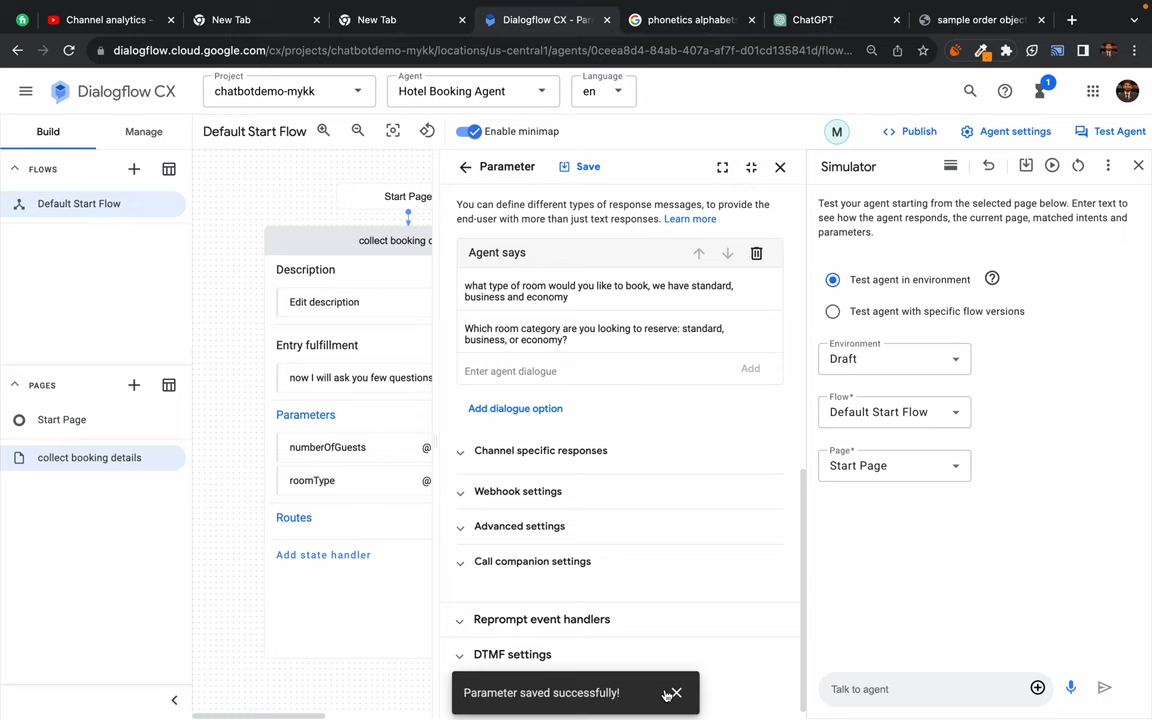 Channel analytics -
New Tab
New Tab
Dialogflow CX - Par
phonetics alphabets
ChatGPT
sample order objec
dialogflow.cloud.google.com/cx/projects/chatbotdemo-mykk/locations/us-central1/agents/0ceea8d4-84ab-407a-af7f-d01cd135841d/flow...
Dialogflow CX
Project
chatbotdemo-mykk
Agent
Hotel Booking Agent
Language
en
1
Build
Manage
Default Start Flow
Enable minimap
M
Publish
Agent settings
Test Agent
FLOWS
Default Start Flow
PAGES
Start Page
collect booking details
Start Page
collect booking d
Description
Edit description
Entry fulfillment
now I will ask you few questions
Parameters
numberOfGuests @
roomType @
Routes
Add state handler
Parameter
Save
You can define different types of response messages, to provide the
end-user with more than just text responses. Learn more
Agent says
what type of room would you like to book, we have standard,
business and economy
Which room category are you looking to reserve: standard,
business, or economy?
Enter agent dialogue
Add
Add dialogue option
Channel specific responses
Webhook settings
Advanced settings
Call companion settings
Reprompt event handlers
DTMF settings
Parameter saved successfully!
Simulator
Test your agent starting from the selected page below. Enter text to
see how the agent responds, the current page, matched intents and
parameters.
Test agent in environment
Test agent with specific flow versions
Environment
Draft
Flow*
Default Start Flow
Page*
Start Page
Talk to agent